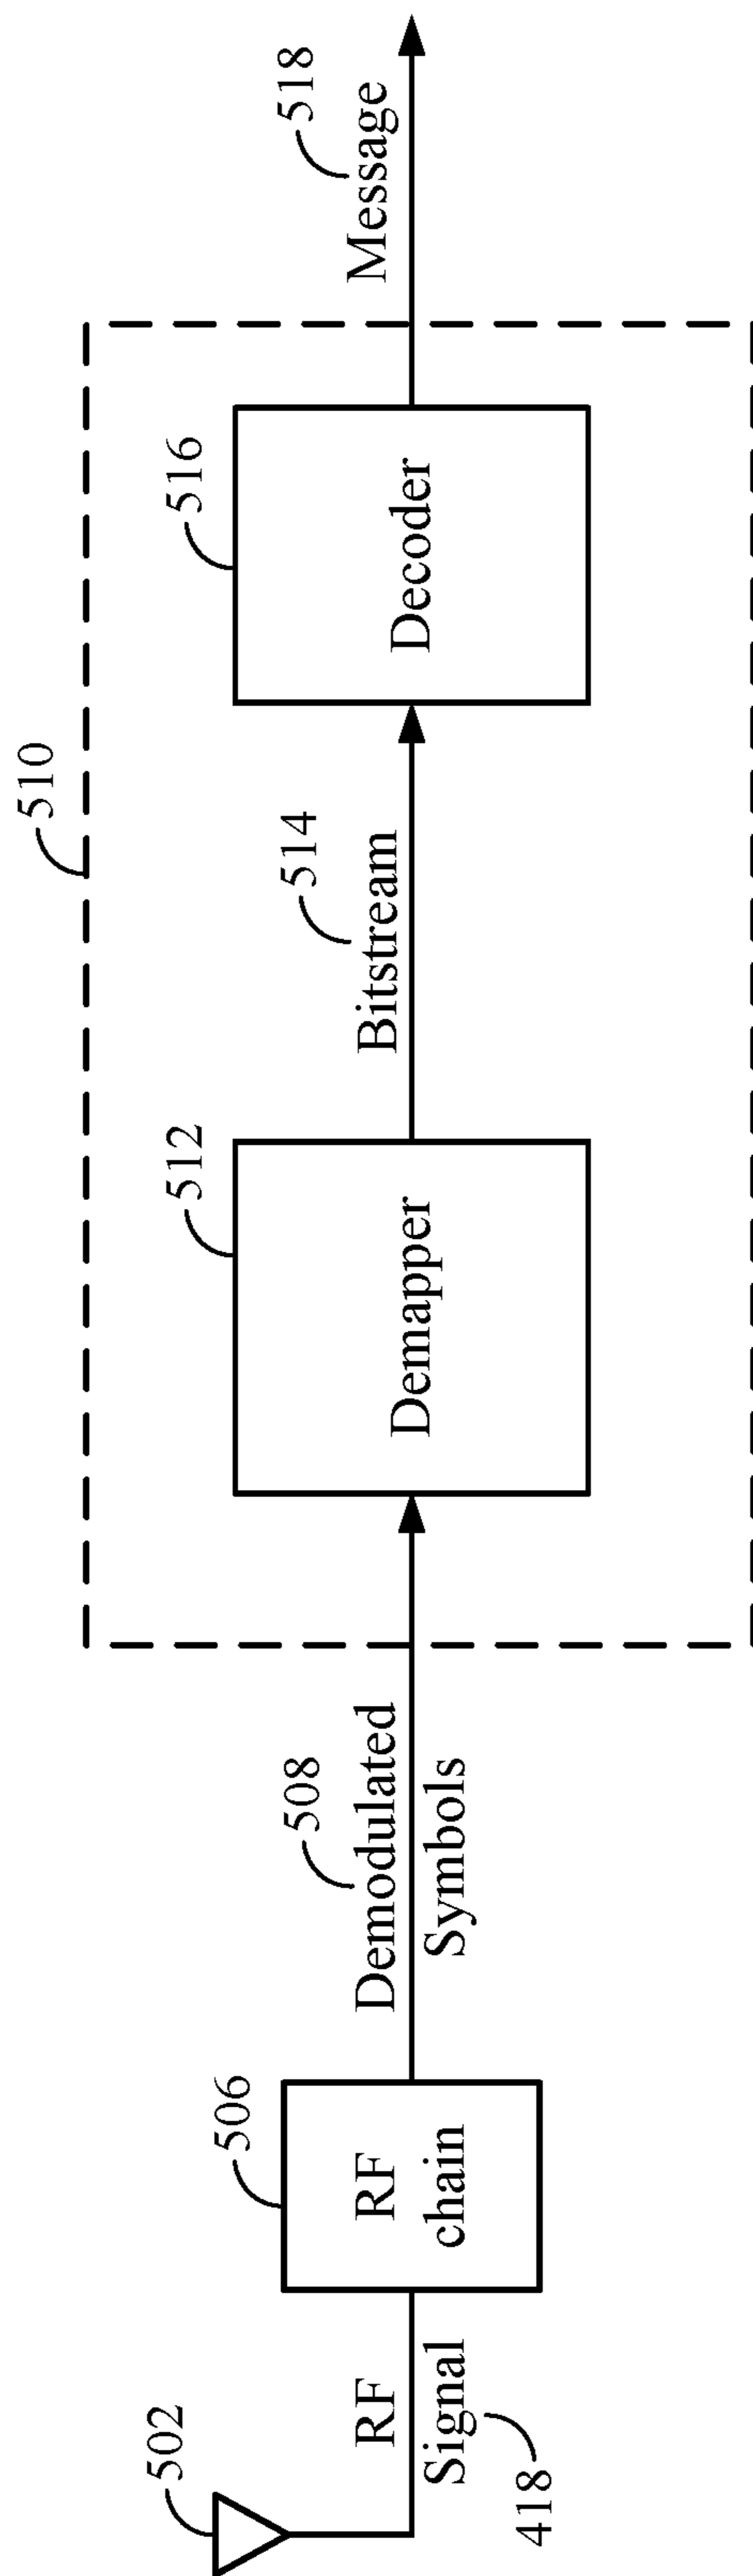 502
RF
Signal
418
506
RF
chain
508
Demodulated
Symbols
510
512
Demapper
514
Bitstream
516
Decoder
518
Message